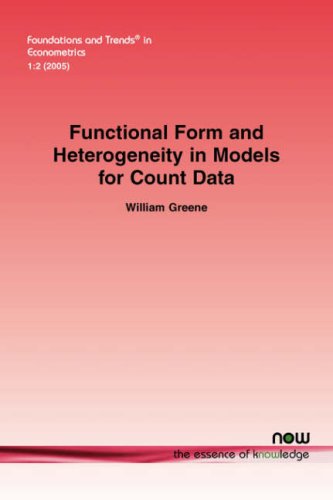 Foundations and Trends® in
Econometrics
1:2 (2005)
Functional Form and
Heterogeneity in Models
for Count Data
William Greene
now
the essence of knowledge